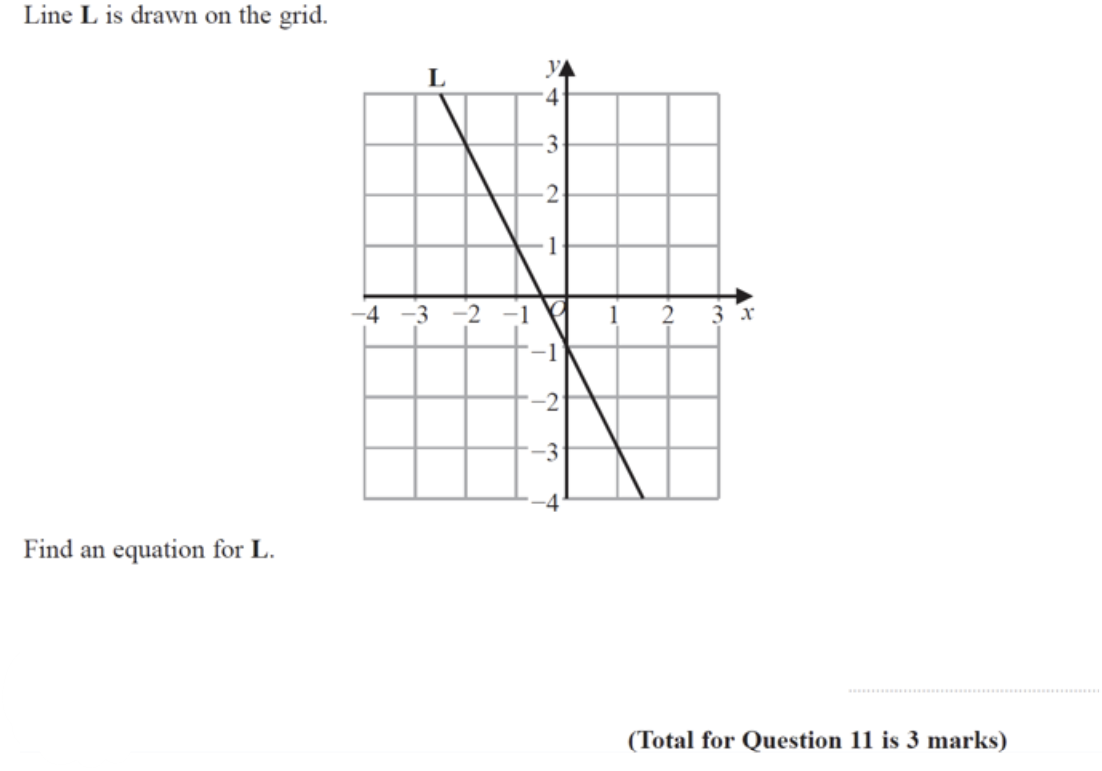 Line L is drawn on the grid.
y
L
4
3
2
1
-4 -3 -2 -1 O 1 2 3 x
-1
-2
-3
-4
Find an equation for L.
(Total for Question 11 is 3 marks)